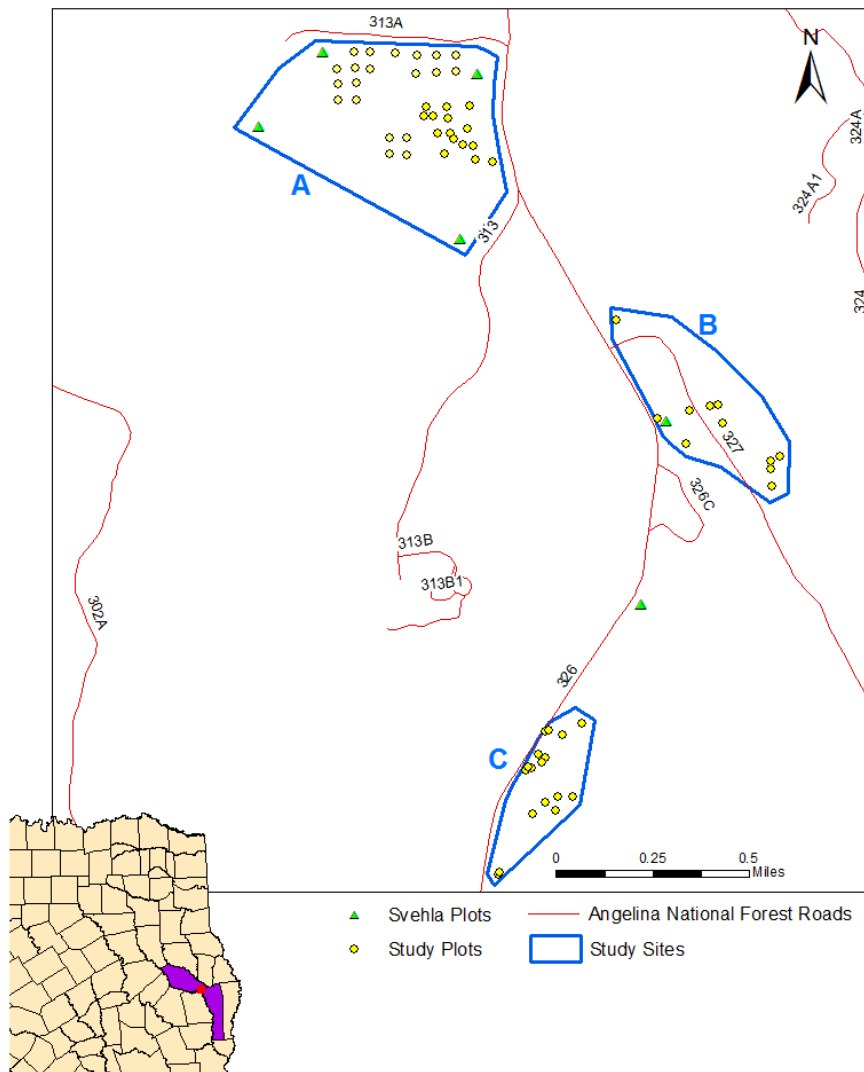 313A
N
324A
324A1
A
313
324
B
327
326C
313B
313B1
302A
326
C
0 0.25 0.5
Miles
Svehla Plots
Angelina National Forest Roads
Study Plots
Study Sites